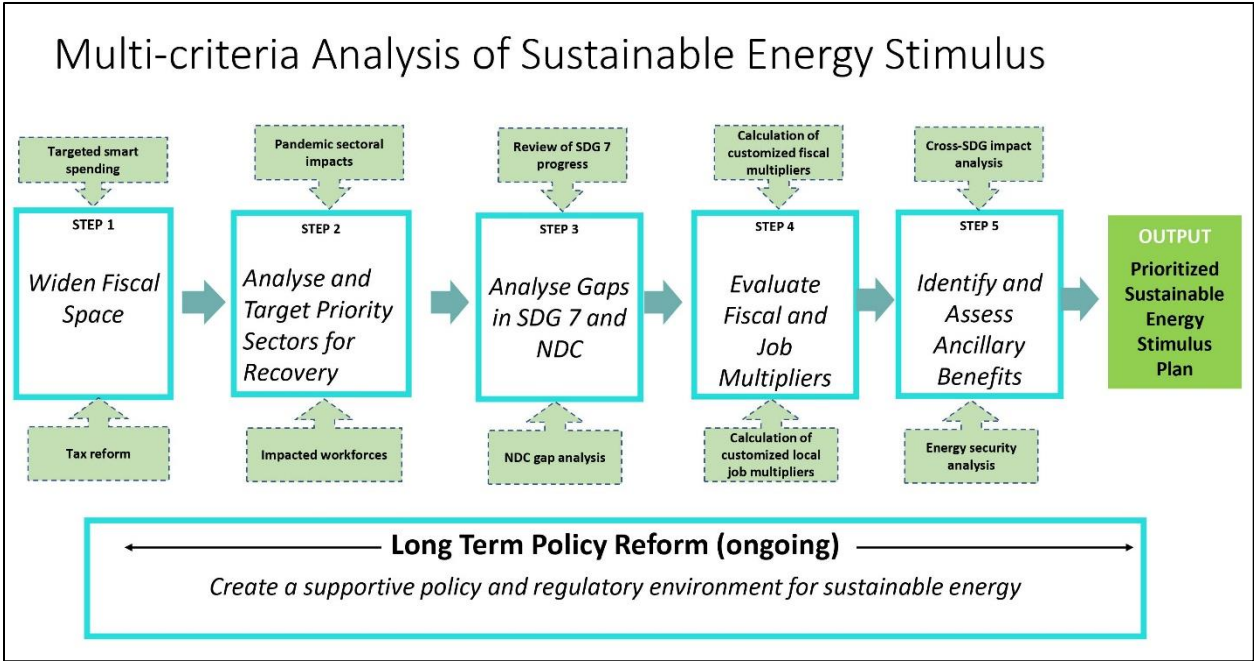 Multi-criteria Analysis of Sustainable Energy Stimulus
Targeted smart
spending
Pandemic sectoral
impacts
Review of SDG 7
progress
Calculation of
customized fiscal
multipliers
Cross-SDG impact
analysis
STEP 1
Widen Fiscal
Space
STEP 2
Analyse and
Target Priority
Sectors for
Recovery
STEP 3
Analyse Gaps
in SDG 7 and
NDC
STEP 4
Evaluate
Fiscal and Job
Multipliers
STEP 5
Identify and
Assess
Ancillary
Benefits
OUTPUT
Prioritized
Sustainable
Energy
Stimulus
Plan
Tax reform
Impacted workforces
NDC gap analysis
Calculation of
customized local
job multipliers
Energy security
analysis
Long Term Policy Reform (ongoing)
Create a supportive policy and regulatory environment for sustainable energy